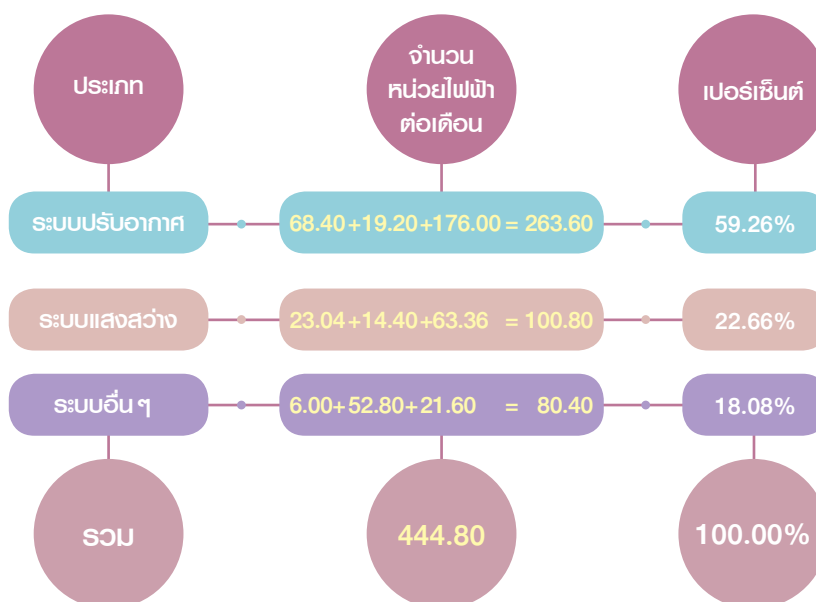 ประเภท
จำนวน
หน่วยไฟฟ้า
ต่อเดือน
เปอร์เซ็นต์
ระบบปรับอากาศ 68.40+19.20+176.00 = 263.60 59.26%
ระบบแสงสว่าง 23.04+14.40+63.36 = 100.80 22.66%
ระบบอื่น ๆ 6.00+52.80+21.60 = 80.40 18.08%
รวม 444.80 100.00%